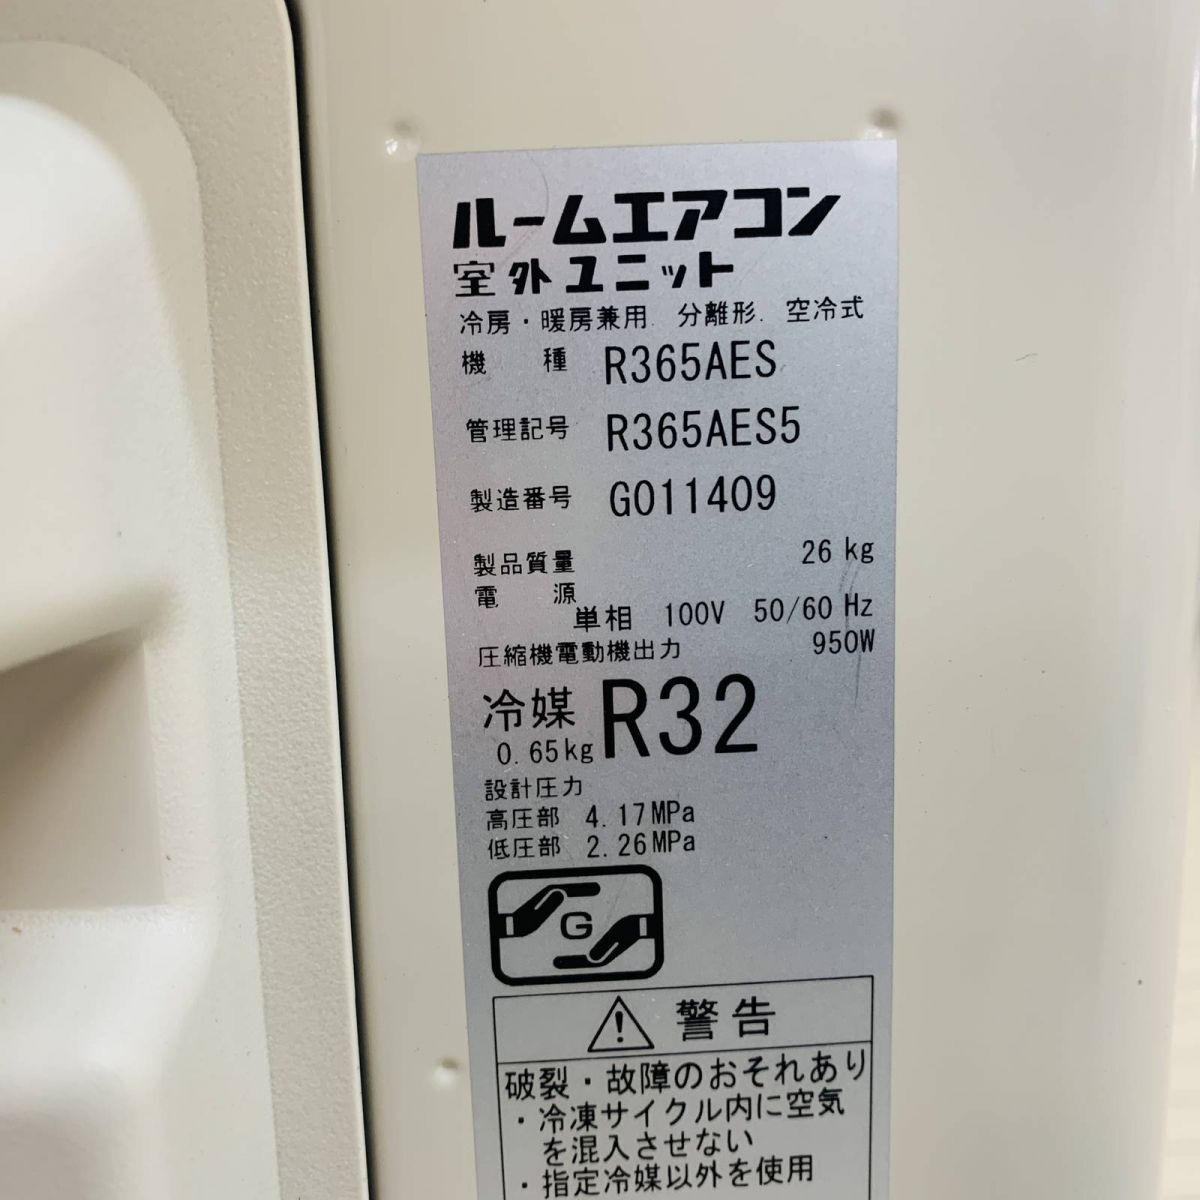 ルームエアコン
室外ユニット
冷房・暖房兼用. 分離形. 空冷式
機種 R365AES
管理記号 R365AES5
製造番号 G011409
製品質量 26 kg
電源
単相 100V 50/60 Hz
圧縮機電動機出力 950W
冷媒 R32
0.65kg
設計圧力
高圧部 4.17MPa
低圧部 2.26MPa
G
警告
破裂・故障のおそれあり
・冷凍サイクル内に空気
を混入させない
・指定冷媒以外を使用